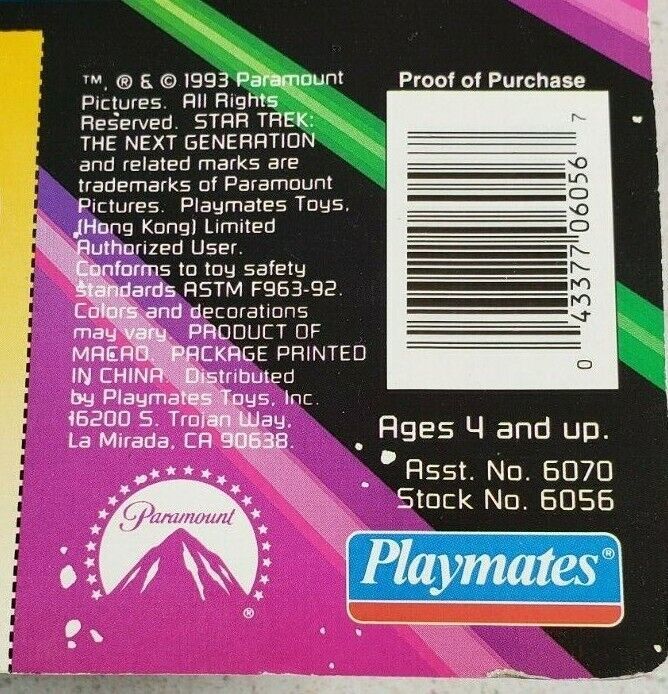 TM, ® & © 1993 Paramount
Pictures. All Rights
Reserved. STAR TREK:
THE NEXT GENERATION
and related marks are
trademarks of Paramount
Pictures. Playmates Toys,
(Hong Kong) Limited
Authorized User.
Conforms to toy safety
standards ASTM F963-92.
Colors and decorations
may vary. PRODUCT OF
MACAO. PACKAGE PRINTED
IN CHINA. Distributed
by Playmates Toys, Inc.
16200 S. Trojan Way,
La Mirada, CA 90638.
Paramount
®
Proof of Purchase
0 43377 06056 7
Ages 4 and up.
Asst. No. 6070
Stock No. 6056
Playmates®